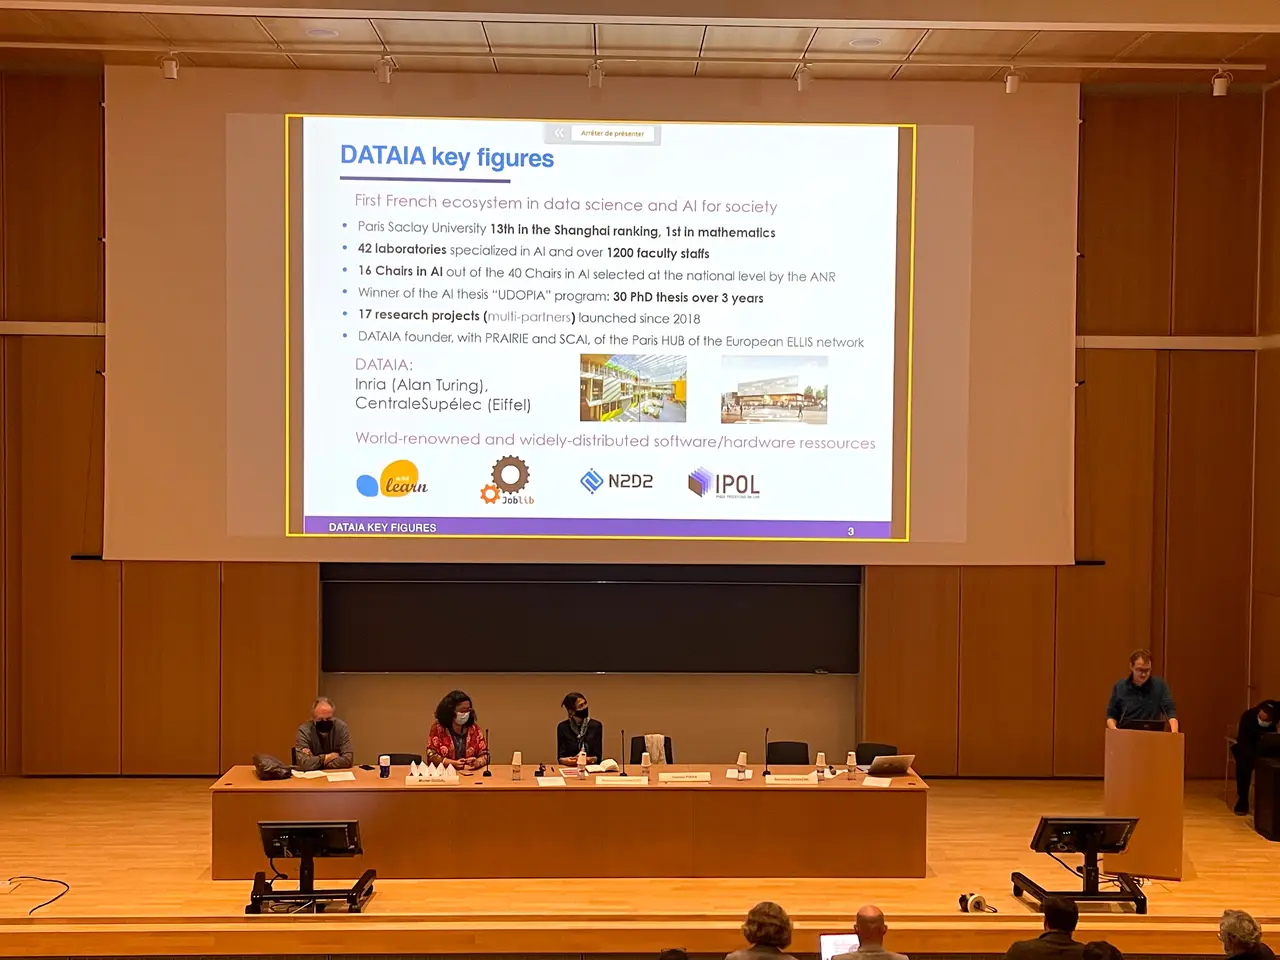 Arrêter de présenter
DATAIA key figures
First French ecosystem in data science and AI for society
• Paris Saclay University 13th in the Shanghai ranking, 1st in mathematics
• 42 laboratories specialized in AI and over 1200 faculty staffs
• 16 Chairs in AI out of the 40 Chairs in AI selected at the national level by the ANR
• Winner of the AI thesis “UDOPIA” program: 30 PhD thesis over 3 years
• 17 research projects (multi-partners) launched since 2018
• DATAIA founder, with PRAIRIE and SCAI, of the Paris HUB of the European ELLIS network
DATAIA:
Inria (Alan Turing),
CentraleSupélec (Eiffel)
World-renowned and widely-distributed software/hardware ressources
learn
Joblib
N2D2
IPOL
DATAIA KEY FIGURES
3